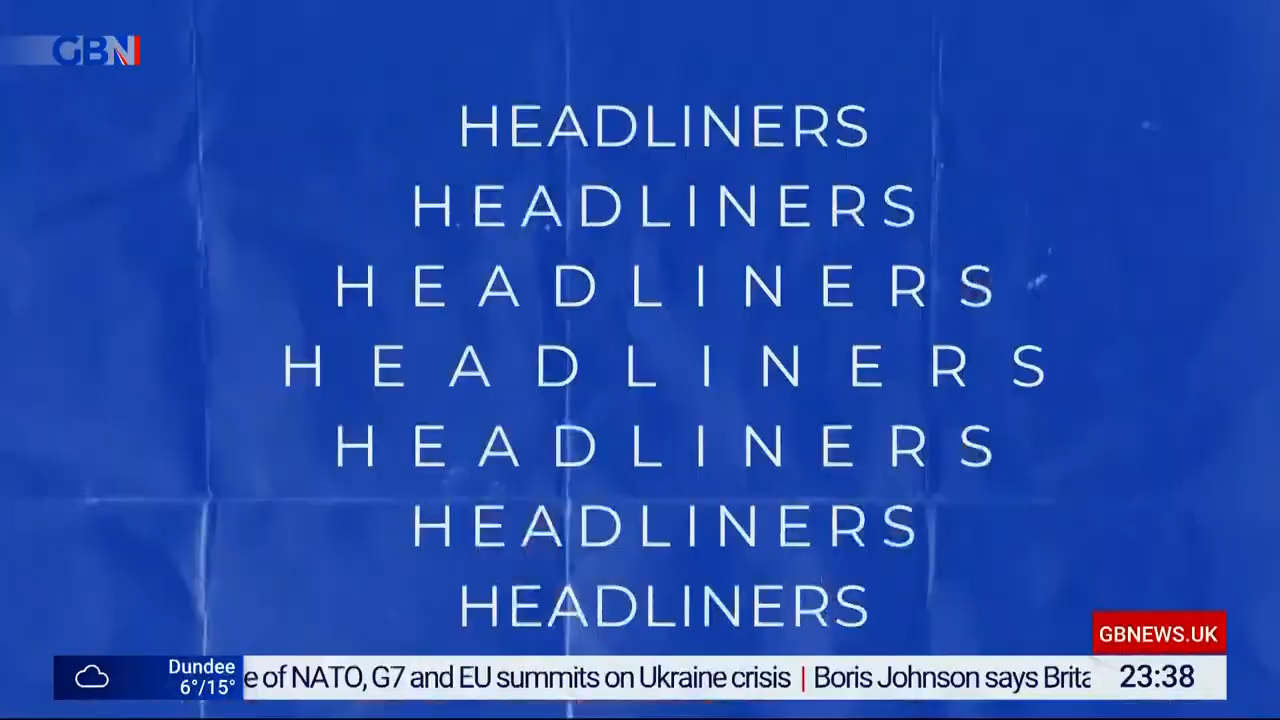 GBN
HEADLINERS
HEADLINERS
HEADLINERS
HEADLINERS
HEADLINERS
HEADLINERS
HEADLINERS
GBNEWS.UK
Dundee
6°/15°
e of NATO, G7 and EU summits on Ukraine crisis | Boris Johnson says Brita
23:38